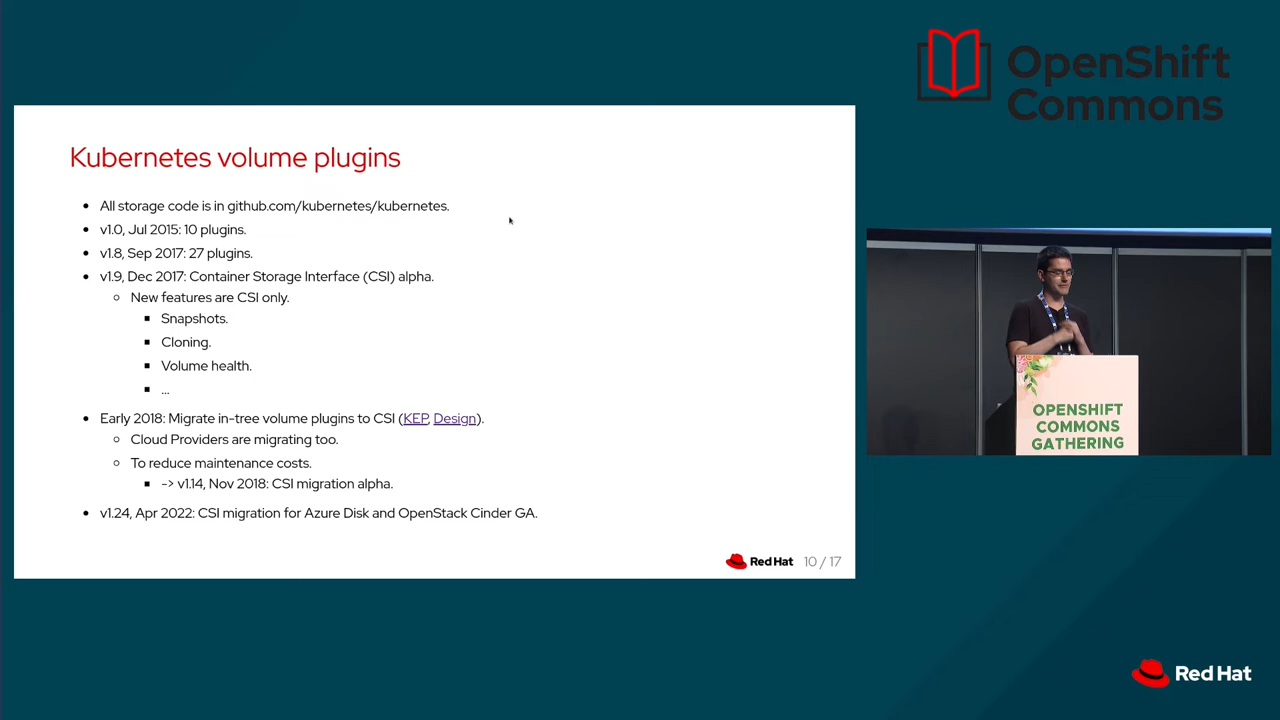 OpenShift
Commons
Kubernetes volume plugins
• All storage code is in github.com/kubernetes/kubernetes.
• v1.0, Jul 2015: 10 plugins.
• v1.8, Sep 2017: 27 plugins.
• v1.9, Dec 2017: Container Storage Interface (CSI) alpha.
○ New features are CSI only.
■ Snapshots.
■ Cloning.
■ Volume health.
■ ...
• Early 2018: Migrate in-tree volume plugins to CSI (KEP, Design).
○ Cloud Providers are migrating too.
○ To reduce maintenance costs.
■ -> v1.14, Nov 2018: CSI migration alpha.
• v1.24, Apr 2022: CSI migration for Azure Disk and OpenStack Cinder GA.
Red Hat 10 / 17
OPENSHIFT
COMMONS
GATHERING
Red Hat